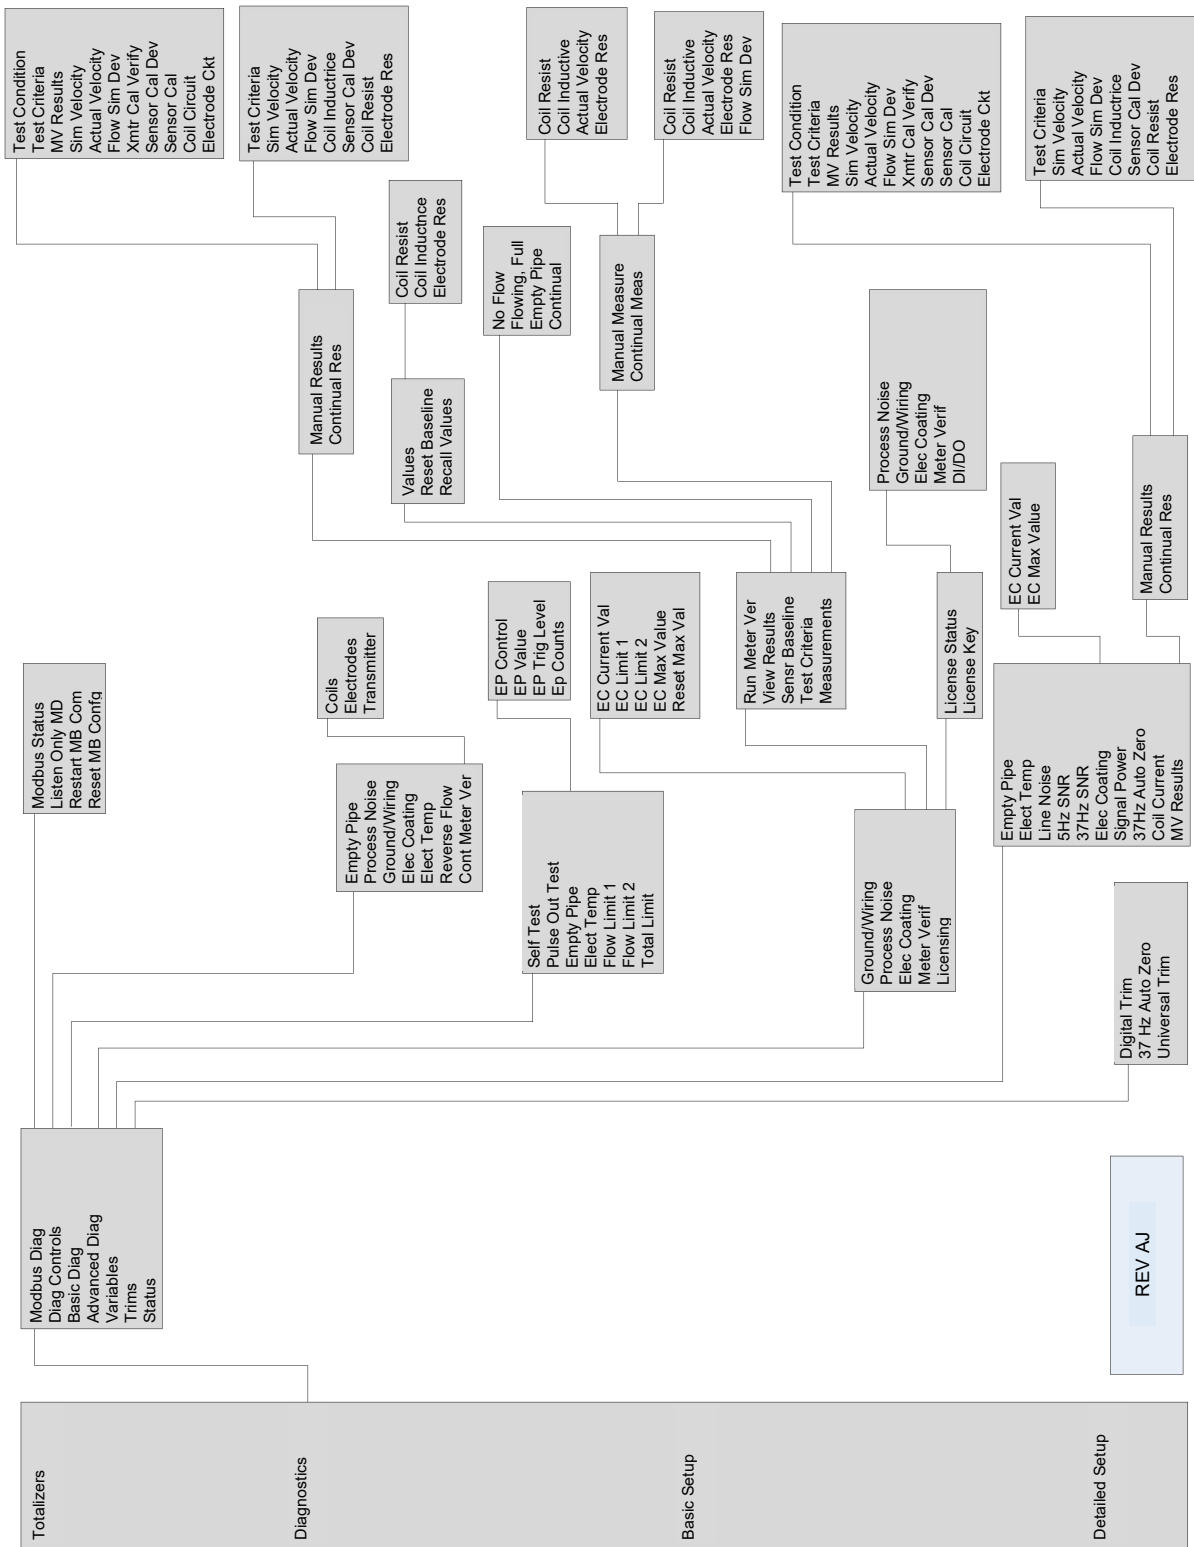 Totalizers
Diagnostics
Basic Setup
Detailed Setup
Modbus Diag
Diag Controls
Basic Diag
Advanced Diag
Variables
Trims
Status
REV AJ
Modbus Status
Listen Only MD
Restart MB Com
Reset MB Confq
Empty Pipe
Process Noise
Ground/Wiring
Elec Coating
Elect Temp
Reverse Flow
Cont Meter Ver
Coils
Electrodes
Transmitter
Self Test
Pulse Out Test
Empty Pipe
Elect Temp
Flow Limit 1
Flow Limit 2
Total Limit
EP Control
EP Value
EP Trig Level
Ep Counts
Ground/Wiring
Process Noise
Elec Coating
Meter Verif
Licensing
EC Current Val
EC Limit 1
EC Limit 2
EC Max Value
Reset Max Val
Run Meter Ver
View Results
Sensr Baseline
Test Criteria
Measurements
Manual Results
Continual Res
Test Condition
Test Criteria
MV Results
Sim Velocity
Actual Velocity
Flow Sim Dev
Xmtr Cal Verify
Sensor Cal Dev
Sensor Cal
Coil Circuit
Electrode Ckt
Test Criteria
Sim Velocity
Actual Velocity
Flow Sim Dev
Coil Inductrice
Sensor Cal Dev
Coil Resist
Electrode Res
Values
Reset Baseline
Recall Values
Coil Resist
Coil Inductnce
Electrode Res
No Flow
Flowing, Full
Empty Pipe
Continual
Manual Measure
Continual Meas
Coil Resist
Coil Inductive
Actual Velocity
Electrode Res
Coil Resist
Coil Inductive
Actual Velocity
Electrode Res
Flow Sim Dev
License Status
License Key
Process Noise
Ground/Wiring
Elec Coating
Meter Verif
DI/DO
Empty Pipe
Elect Temp
Line Noise
5Hz SNR
37Hz SNR
Elec Coating
Signal Power
37Hz Auto Zero
Coil Current
MV Results
EC Current Val
EC Max Value
Manual Results
Continual Res
Test Condition
Test Criteria
MV Results
Sim Velocity
Actual Velocity
Flow Sim Dev
Xmtr Cal Verify
Sensor Cal Dev
Sensor Cal
Coil Circuit
Electrode Ckt
Test Criteria
Sim Velocity
Actual Velocity
Flow Sim Dev
Coil Inductrice
Sensor Cal Dev
Coil Resist
Electrode Res
Digital Trim
37 Hz Auto Zero
Universal Trim